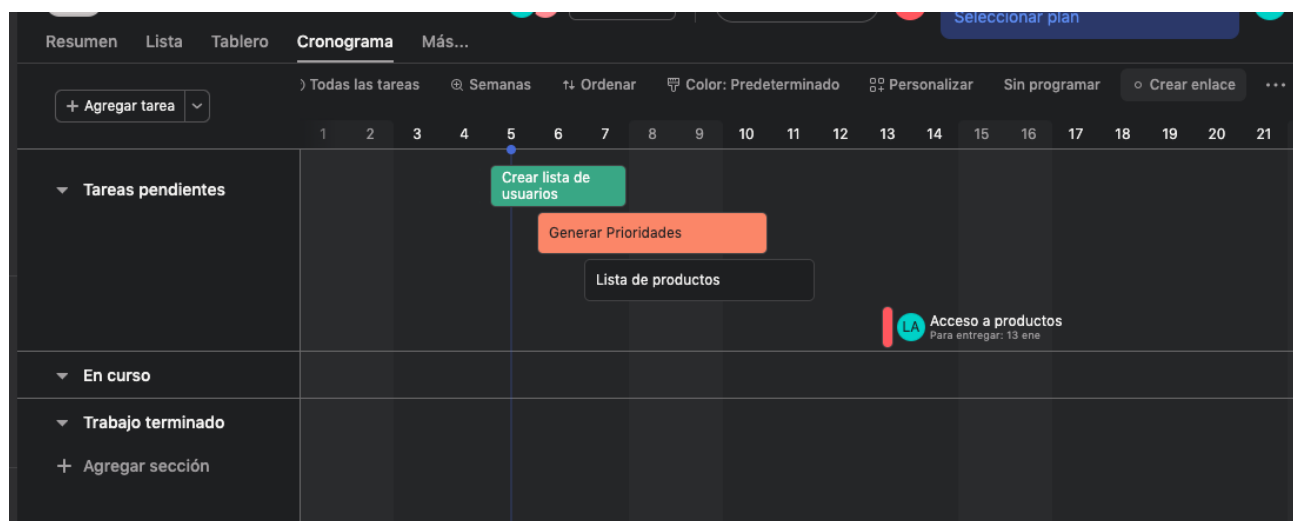 Seleccionar plan
Resumen Lista Tablero Cronograma Más...
+ Agregar tarea
Todas las tareas Semanas Ordenar Color: Predeterminado Personalizar Sin programar Crear enlace ...
1 2 3 4 5 6 7 8 9 10 11 12 13 14 15 16 17 18 19 20 21
Tareas pendientes
Crear lista de
usuarios
Generar Prioridades
Lista de productos
LA Acceso a productos
Para entregar: 13 ene
En curso
Trabajo terminado
+ Agregar sección